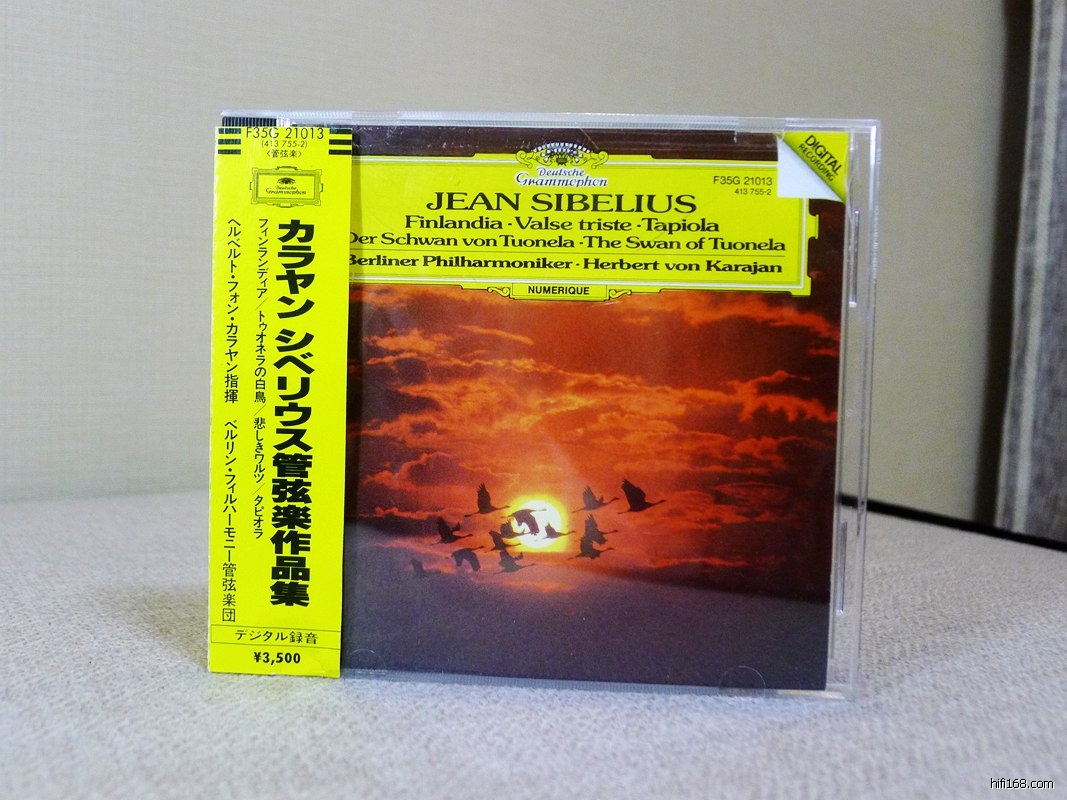 F35G 21013
(413 755-2)
〈管弦楽〉
Deutsche
Grammophon
カラヤン シベリウス管弦楽作品集
フィンランディア/トゥオネラの白鳥/悲しきワルツ/タピオラ
ヘルベルト・フォン・カラヤン指揮 ベルリン・フィルハーモニー管弦楽団
デジタル録音
¥3,500
Deutsche
Grammophon
DIGITAL
RECORDING
F35G 21013
413 755-2
JEAN SIBELIUS
Finlandia · Valse triste · Tapiola
Der Schwan von Tuonela · The Swan of Tuonela
Berliner Philharmoniker · Herbert von Karajan
NUMERIQUE
hifi168.com